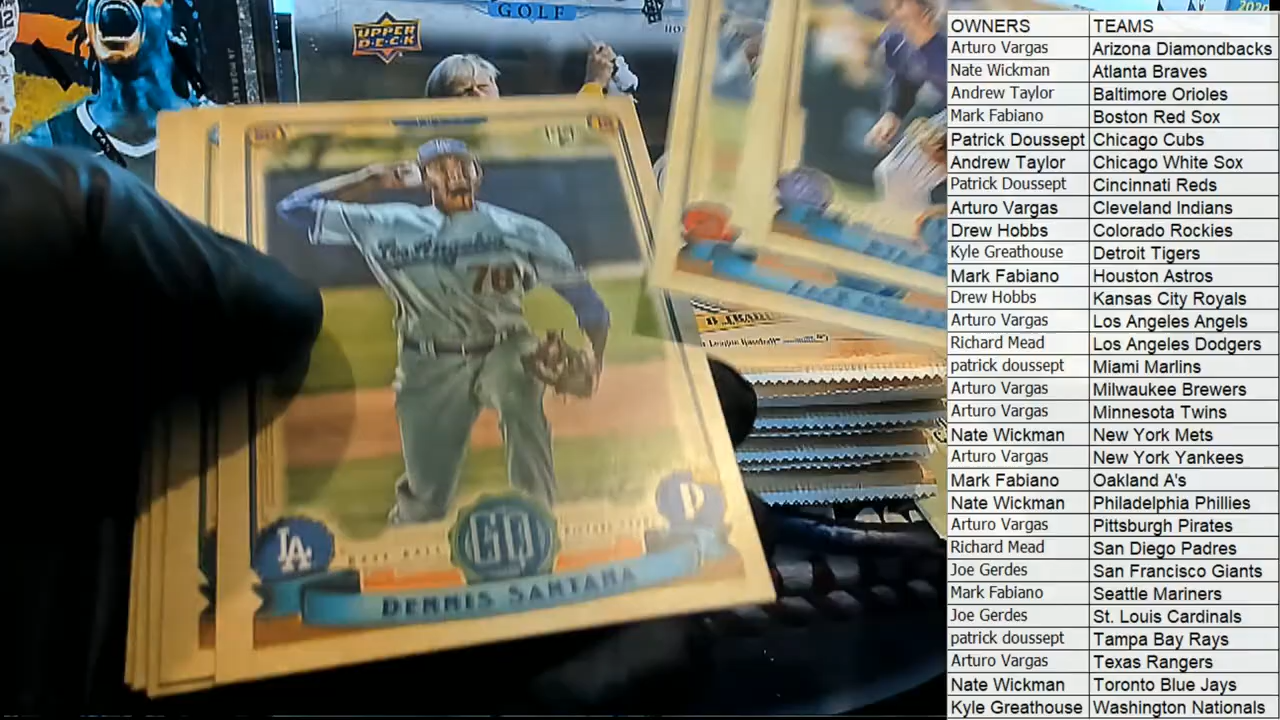 GOLF
UPPER DECK
Los Angeles
LA
GQ
P
DENNIS SANTANA
OWNERS TEAMS
Arturo Vargas Arizona Diamondbacks
Nate Wickman Atlanta Braves
Andrew Taylor Baltimore Orioles
Mark Fabiano Boston Red Sox
Patrick Doussept Chicago Cubs
Andrew Taylor Chicago White Sox
Patrick Doussept Cincinnati Reds
Arturo Vargas Cleveland Indians
Drew Hobbs Colorado Rockies
Kyle Greathouse Detroit Tigers
Mark Fabiano Houston Astros
Drew Hobbs Kansas City Royals
Arturo Vargas Los Angeles Angels
Richard Mead Los Angeles Dodgers
patrick doussept Miami Marlins
Arturo Vargas Milwaukee Brewers
Arturo Vargas Minnesota Twins
Nate Wickman New York Mets
Arturo Vargas New York Yankees
Mark Fabiano Oakland A's
Nate Wickman Philadelphia Phillies
Arturo Vargas Pittsburgh Pirates
Richard Mead San Diego Padres
Joe Gerdes San Francisco Giants
Mark Fabiano Seattle Mariners
Joe Gerdes St. Louis Cardinals
patrick doussept Tampa Bay Rays
Arturo Vargas Texas Rangers
Nate Wickman Toronto Blue Jays
Kyle Greathouse Washington Nationals